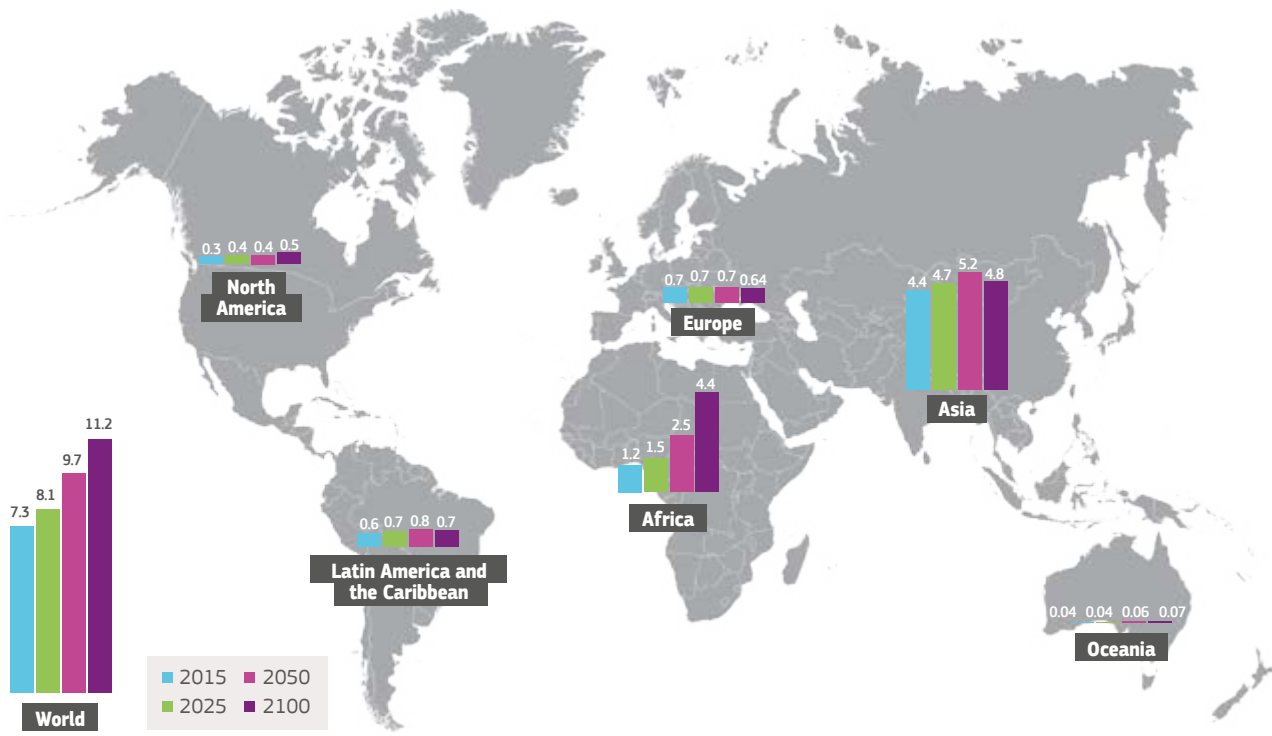 0.3 0.4 0.4 0.5
North
America
0.7 0.7 0.7 0.64
Europe
4.4 4.7 5.2 4.8
Asia
1.2 1.5 2.5 4.4
Africa
7.3 8.1 9.7 11.2
World
0.6 0.7 0.8 0.7
Latin America and
the Caribbean
0.04 0.04 0.06 0.07
Oceania
2015 2050
2025 2100